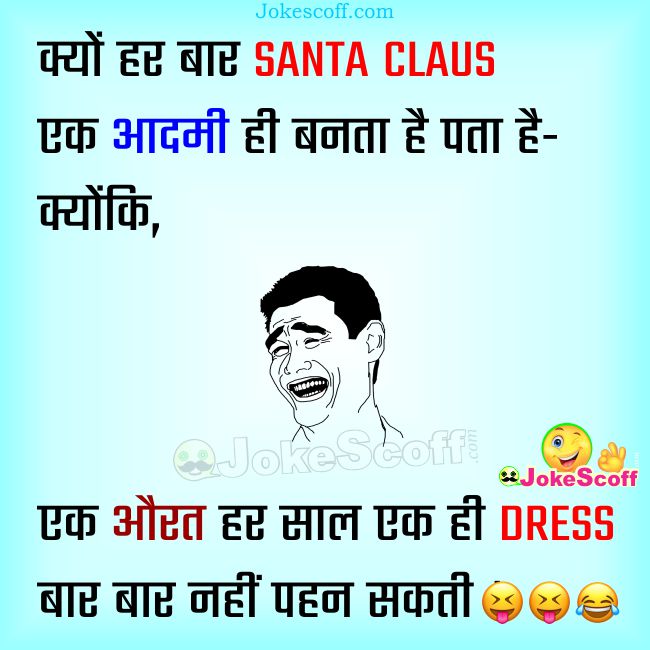 Jokescoff.com
क्यों हर बार SANTA CLAUS
एक आदमी ही बनता है पता है-
क्योंकि,
JokeScoff.com
JokeScoff
एक औरत हर साल एक ही DRESS
बार बार नहीं पहन सकती